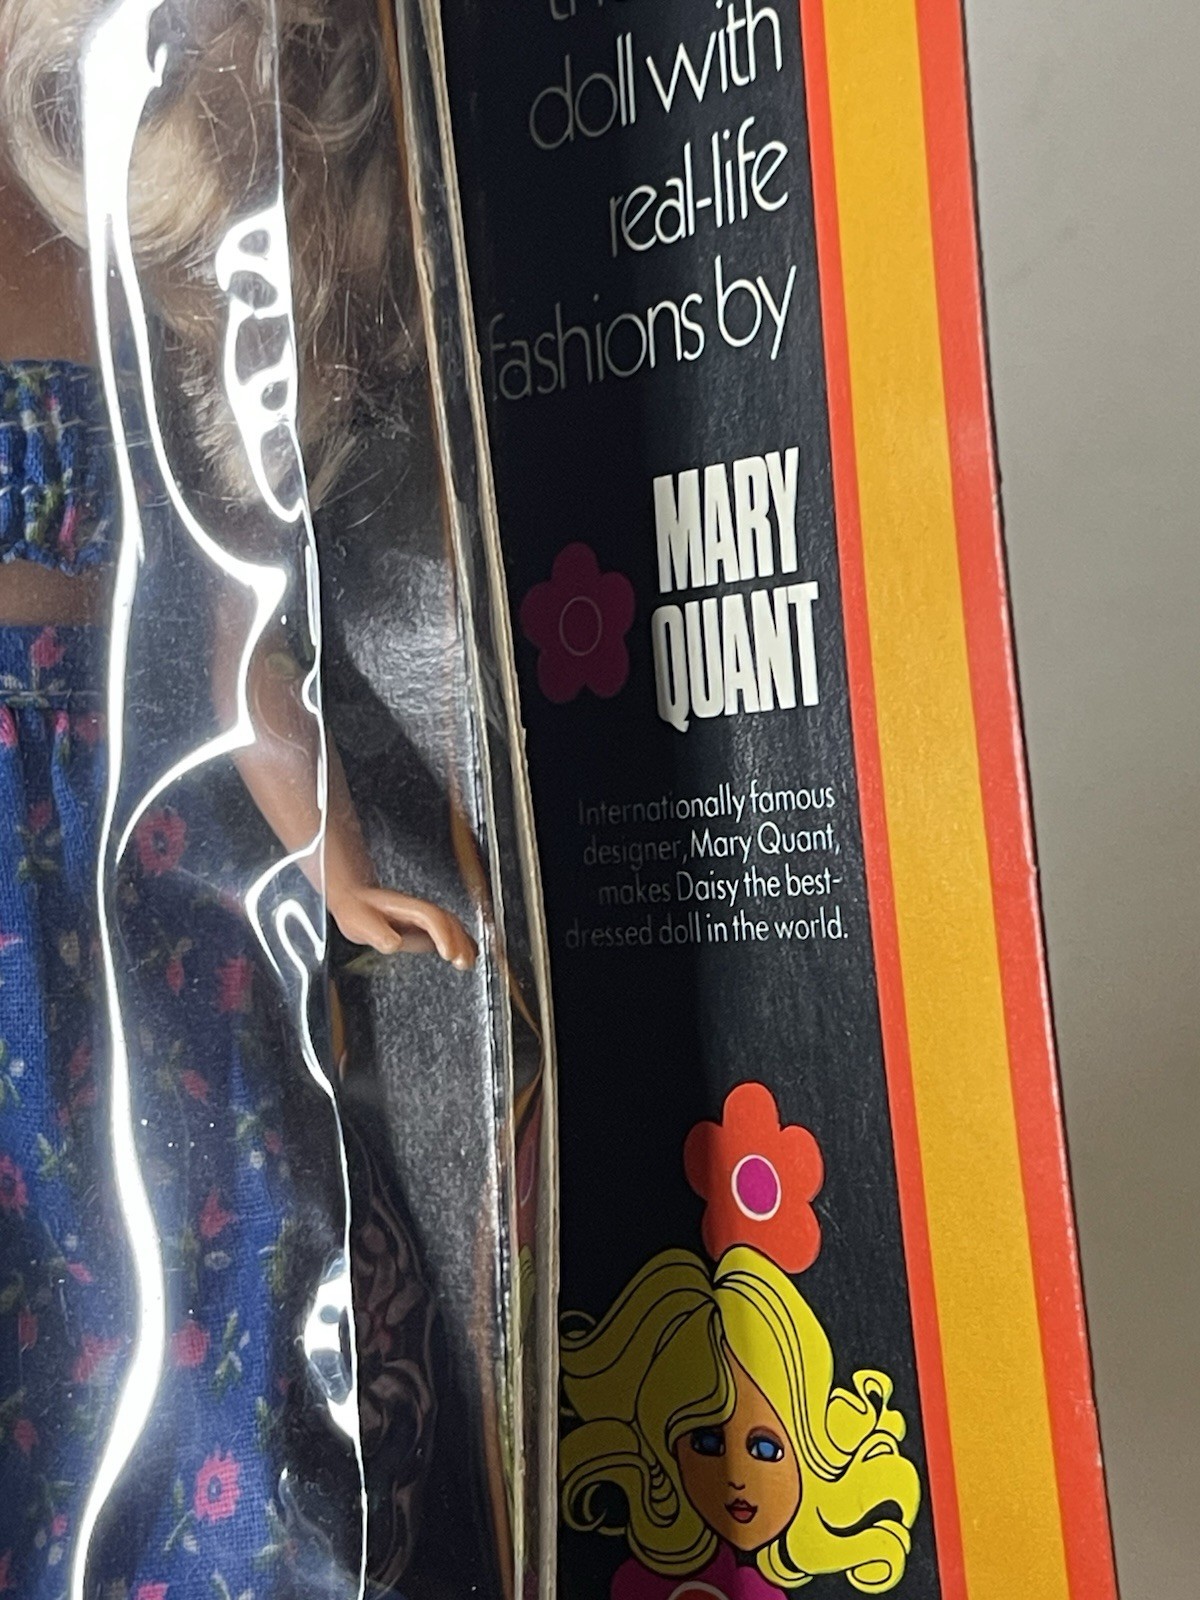 doll with
real-life
fashions by
MARY
QUANT
Internationally famous
designer, Mary Quant,
makes Daisy the best-
dressed doll in the world.